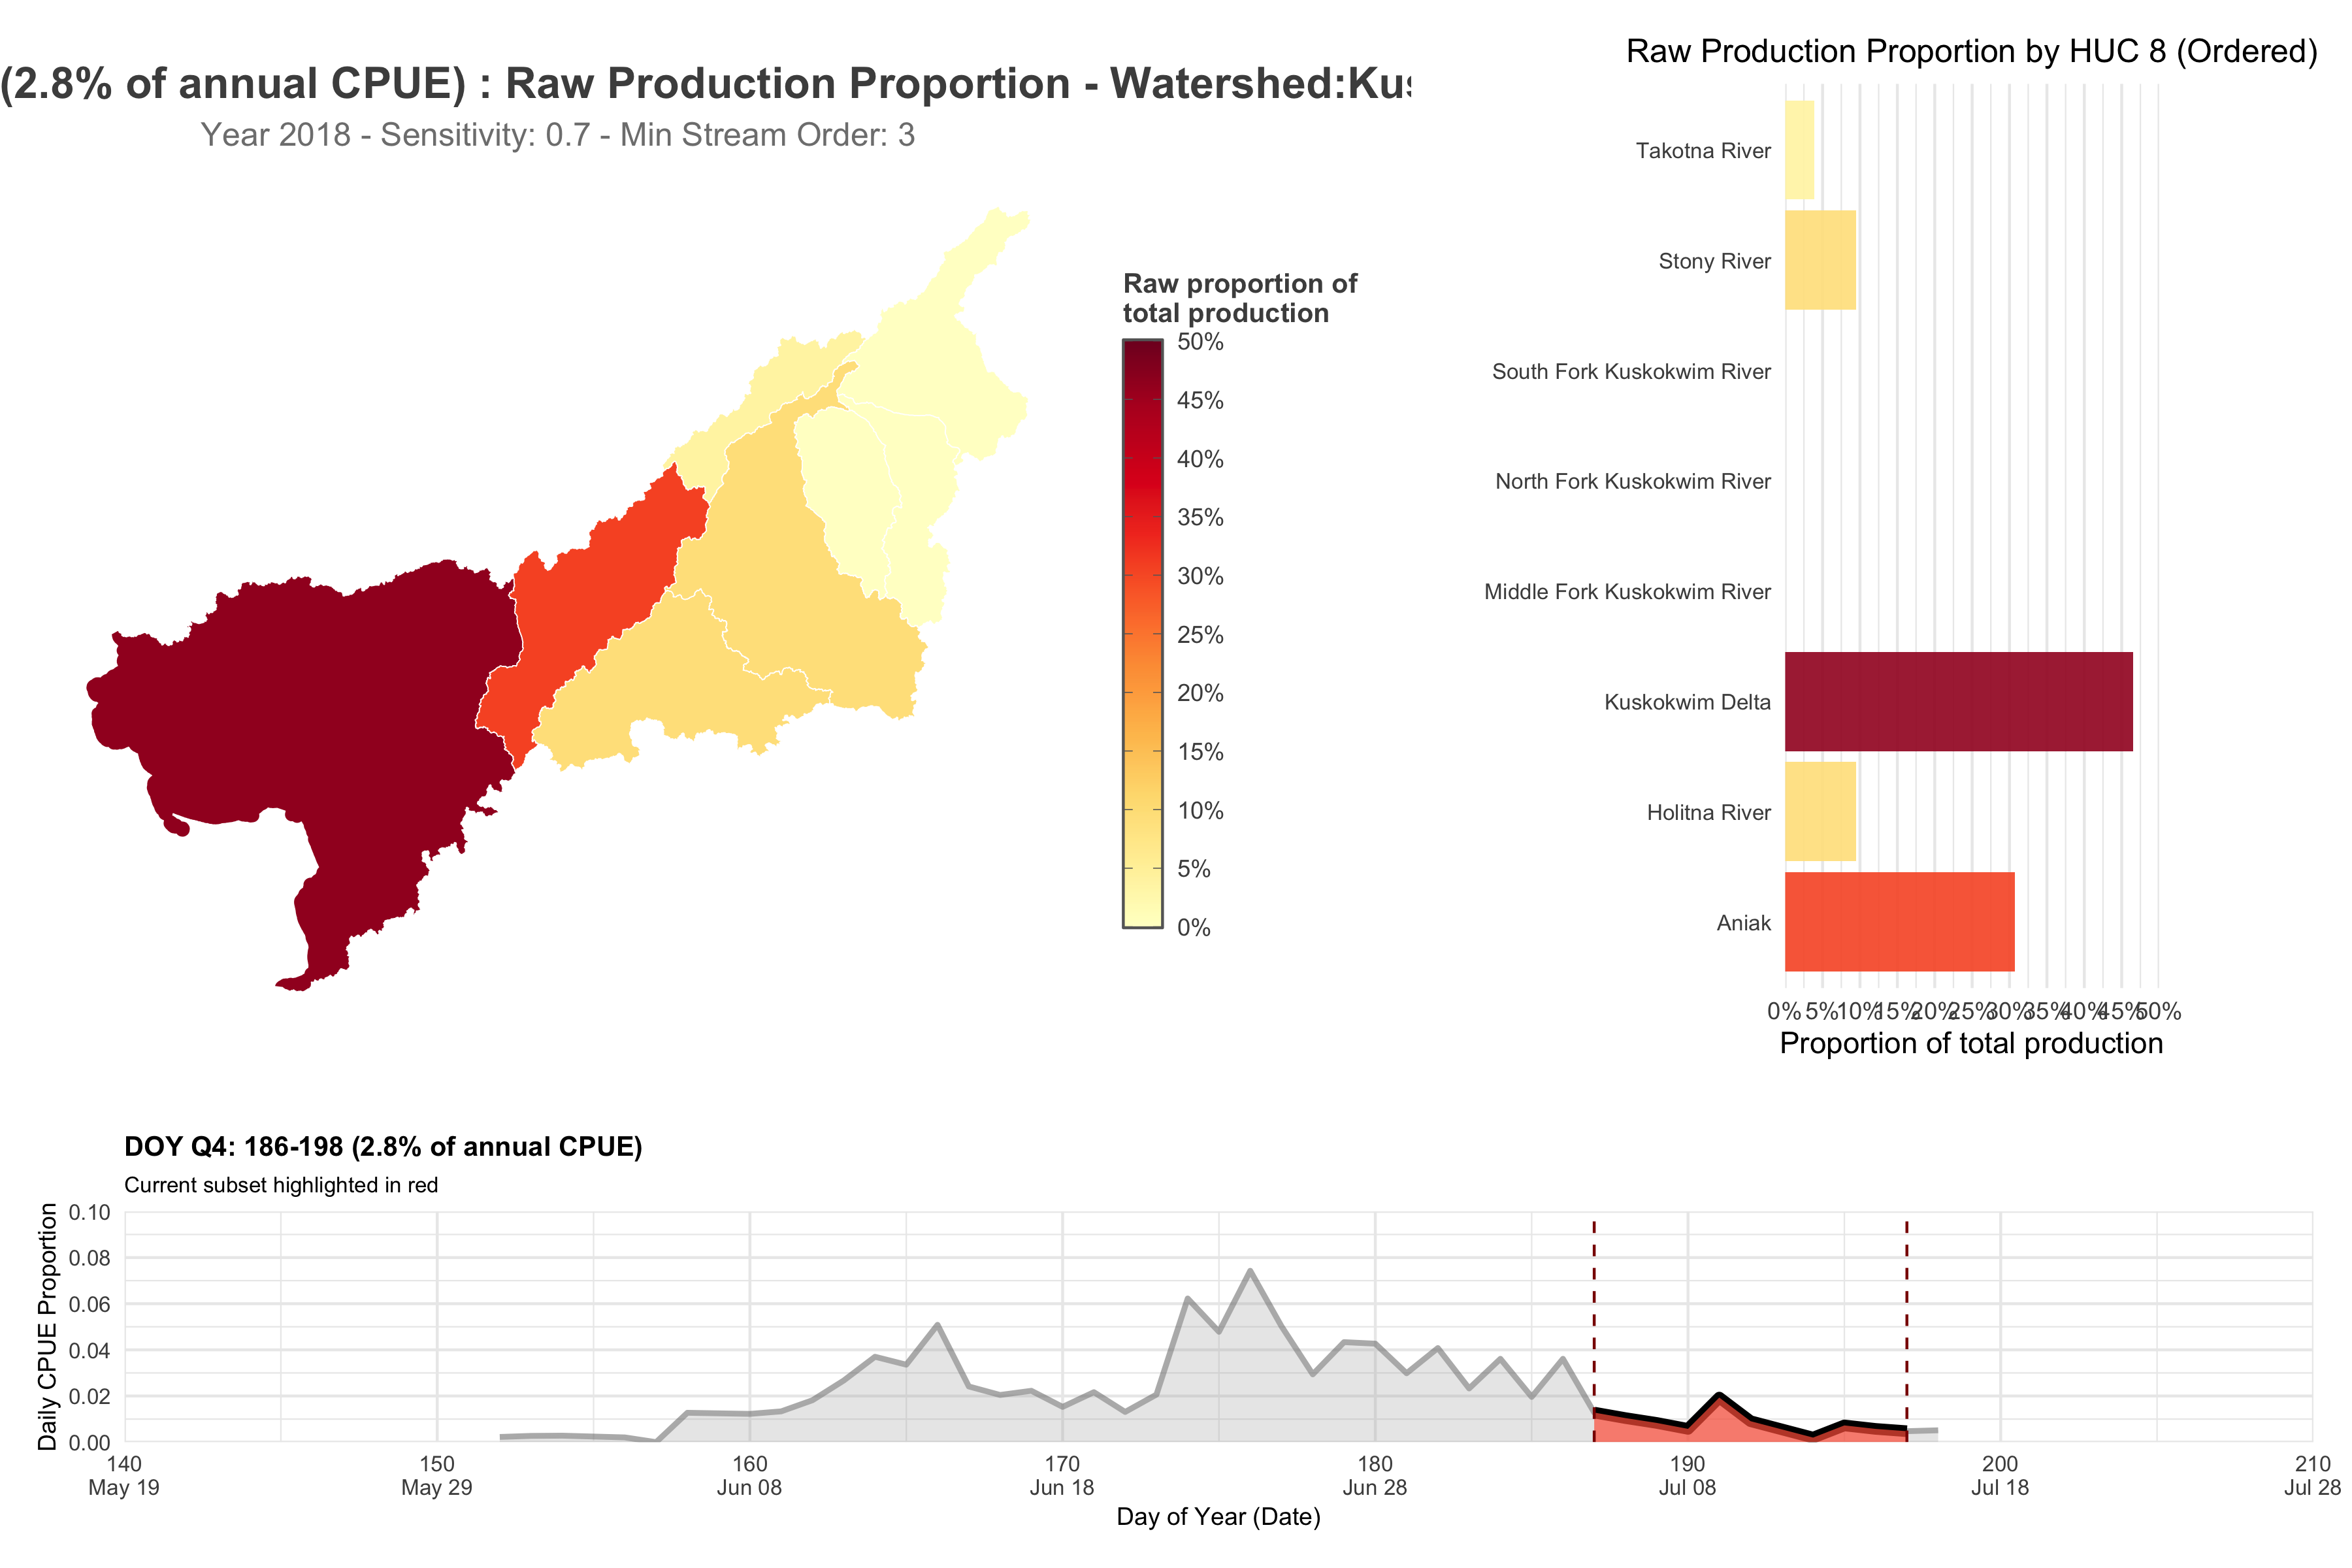 (2.8% of annual CPUE) : Raw Production Proportion - Watershed:Kus
Year 2018 - Sensitivity: 0.7 - Min Stream Order: 3
Raw proportion of
total production
50%
45%
40%
35%
30%
25%
20%
15%
10%
5%
0%
Raw Production Proportion by HUC 8 (Ordered)
Takotna River
Stony River
South Fork Kuskokwim River
North Fork Kuskokwim River
Middle Fork Kuskokwim River
Kuskokwim Delta
Holitna River
Aniak
0% 5% 10% 15% 20% 25% 30% 35% 40% 45% 50%
Proportion of total production
DOY Q4: 186-198 (2.8% of annual CPUE)
Current subset highlighted in red
Daily CPUE Proportion
0.10
0.08
0.06
0.04
0.02
0.00
140 150 160 170 180 190 200 210
May 19 May 29 Jun 08 Jun 18 Jun 28 Jul 08 Jul 18 Jul 28
Day of Year (Date)